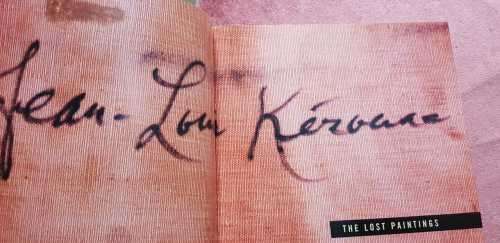 Jean-Louis Kérouac
THE LOST PAINTINGS